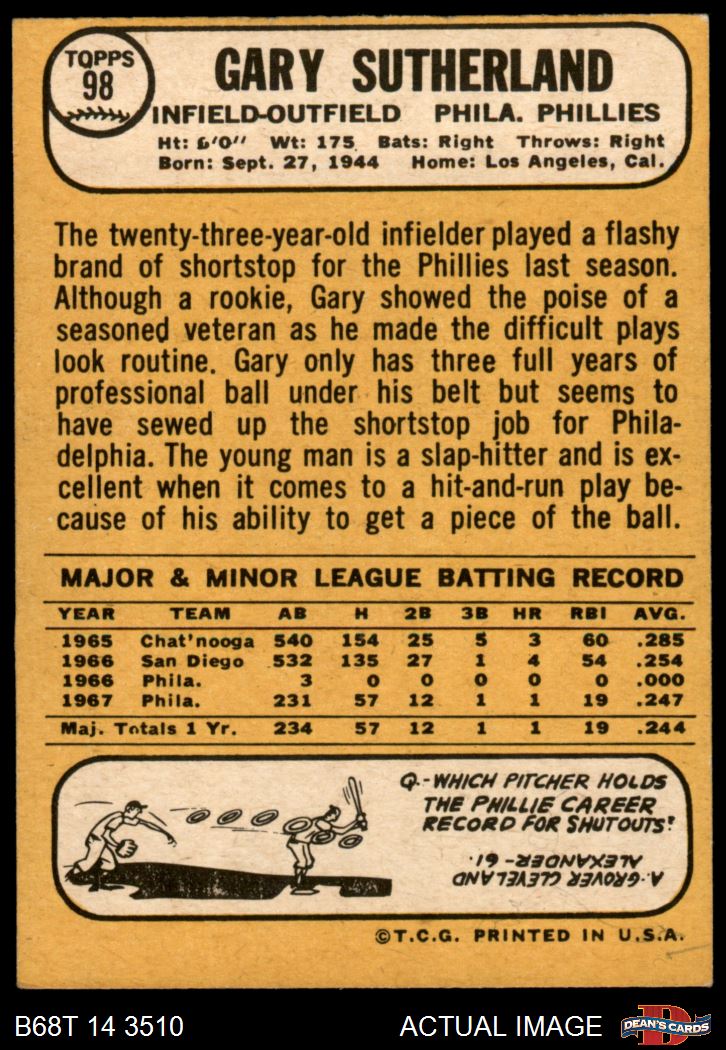 TOPPS
98
GARY SUTHERLAND
INFIELD-OUTFIELD PHILA. PHILLIES
Ht: 6'0" Wt: 175 Bats: Right Throws: Right
Born: Sept. 27, 1944 Home: Los Angeles, Cal.
The twenty-three-year-old infielder played a flashy
brand of shortstop for the Phillies last season.
Although a rookie, Gary showed the poise of a
seasoned veteran as he made the difficult plays
look routine. Gary only has three full years of
professional ball under his belt but seems to
have sewed up the shortstop job for Phila-
delphia. The young man is a slap-hitter and is ex-
cellent when it comes to a hit-and-run play be-
cause of his ability to get a piece of the ball.
MAJOR & MINOR LEAGUE BATTING RECORD
YEAR TEAM AB H 2B 3B HR RBI AVG.
1965 Chat'nooga 540 154 25 5 3 60 .285
1966 San Diego 532 135 27 1 4 54 .254
1966 Phila. 3 0 0 0 0 0 .000
1967 Phila. 231 57 12 1 1 19 .247
Maj. Totals 1 Yr. 234 57 12 1 1 19 .244
Q.-WHICH PITCHER HOLDS
THE PHILLIE CAREER
RECORD FOR SHUTOUTS?
A. GROVER CLEVELAND
ALEXANDER- 61.
©T.C.G. PRINTED IN U.S.A.
B68T 14 3510 ACTUAL IMAGE
D
DEAN'S CARDS